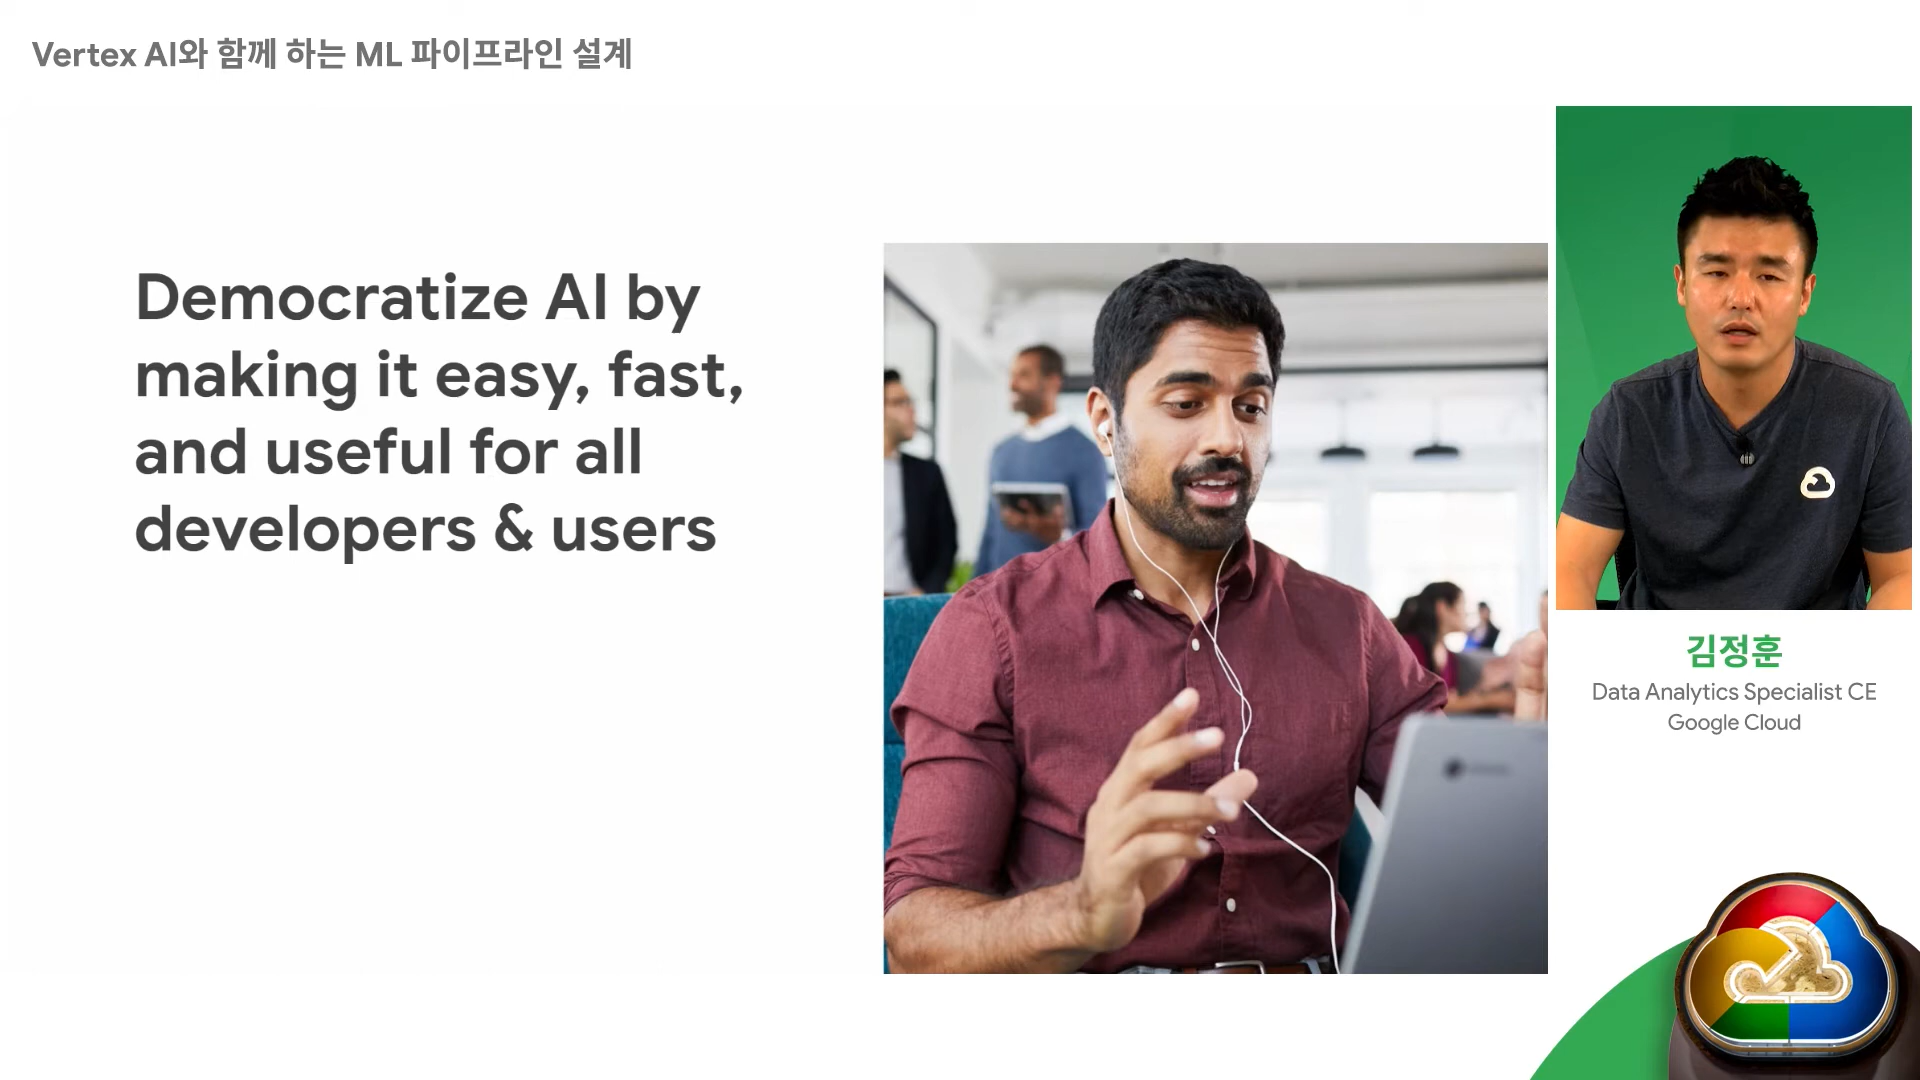 Vertex AI와 함께 하는 ML 파이프라인 설계
Democratize AI by
making it easy, fast,
and useful for all
developers & users
김정훈
Data Analytics Specialist CE
Google Cloud